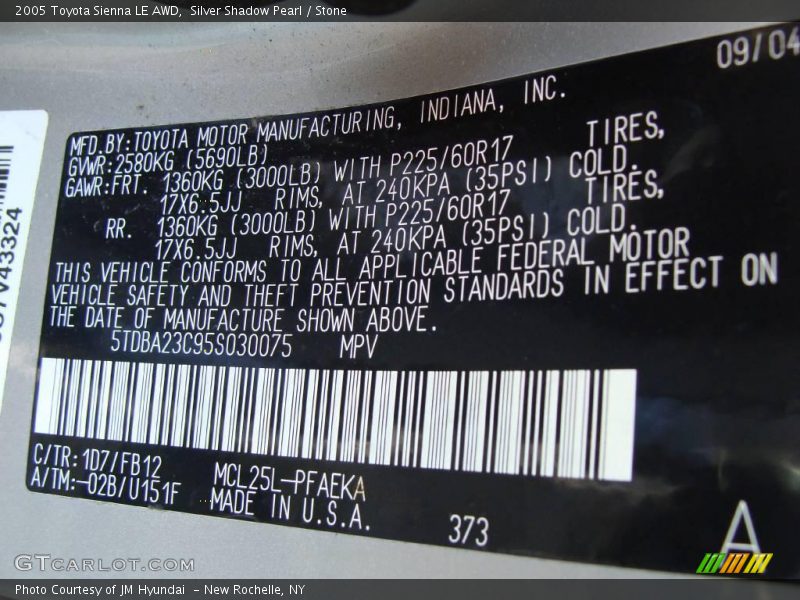 2005 Toyota Sienna LE AWD, Silver Shadow Pearl / Stone
09/04
MFD. BY: TOYOTA MOTOR MANUFACTURING, INDIANA, INC.
GVWR: 2580KG (5690LB)
GAWR: FRT. 1360KG (3000LB) WITH P225/60R17 TIRES,
17X6.5JJ RIMS, AT 240KPA (35PSI) COLD.
RR. 1360KG (3000LB) WITH P225/60R17 TIRES,
17X6.5JJ RIMS, AT 240KPA (35PSI) COLD.
THIS VEHICLE CONFORMS TO ALL APPLICABLE FEDERAL MOTOR
VEHICLE SAFETY AND THEFT PREVENTION STANDARDS IN EFFECT ON
THE DATE OF MANUFACTURE SHOWN ABOVE.
5TDBA23C95S030075 MPV
C/TR: 1D7/FB12
A/TM: -02B/U151F
MCL25L-PFAEKA
MADE IN U.S.A.
373
A
GTCARLOT.COM
Photo Courtesy of JM Hyundai - New Rochelle, NY